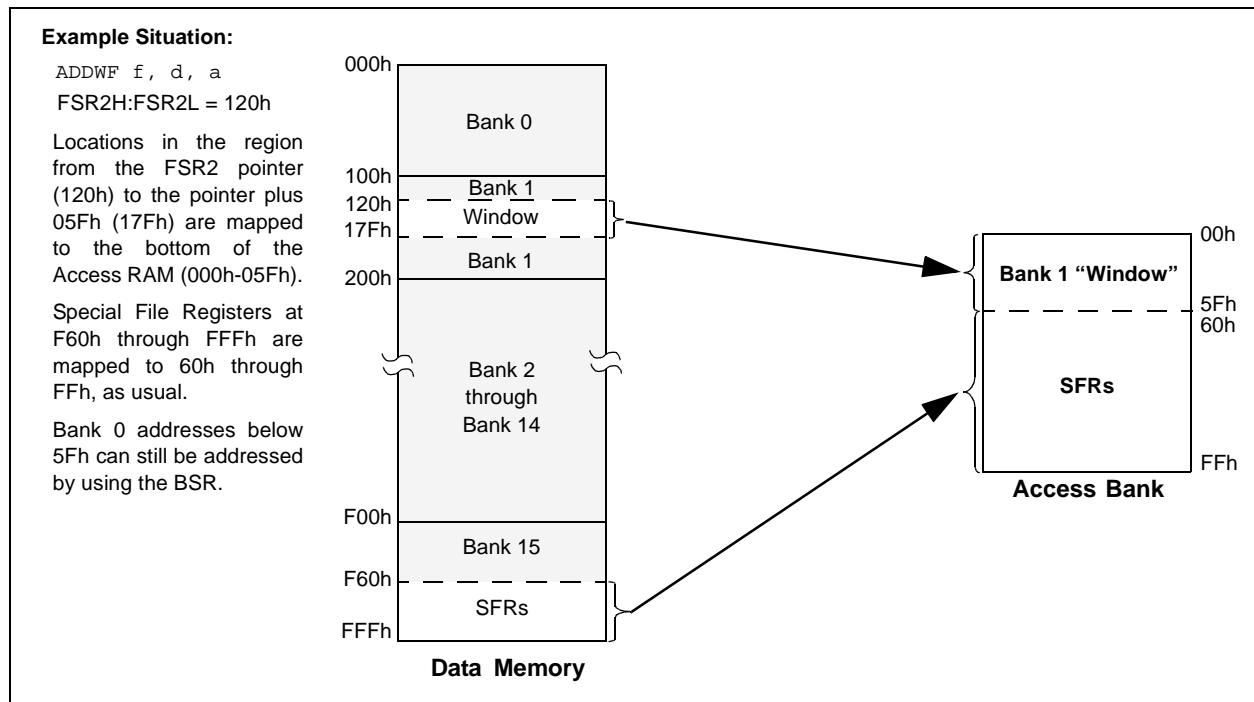 Example Situation:
ADDWF f, d, a
FSR2H:FSR2L = 120h
Locations in the region
from the FSR2 pointer
(120h) to the pointer plus
05Fh (17Fh) are mapped
to the bottom of the
Access RAM (000h-05Fh).
Special File Registers at
F60h through FFFh are
mapped to 60h through
FFh, as usual.
Bank 0 addresses below
5Fh can still be addressed
by using the BSR.
000h
Bank 0
100h
Bank 1
120h
Window
17Fh
Bank 1
200h
Bank 2
through
Bank 14
F00h
Bank 15
F60h
SFRs
FFFh
Data Memory
00h
Bank 1 “Window”
5Fh
60h
SFRs
FFh
Access Bank